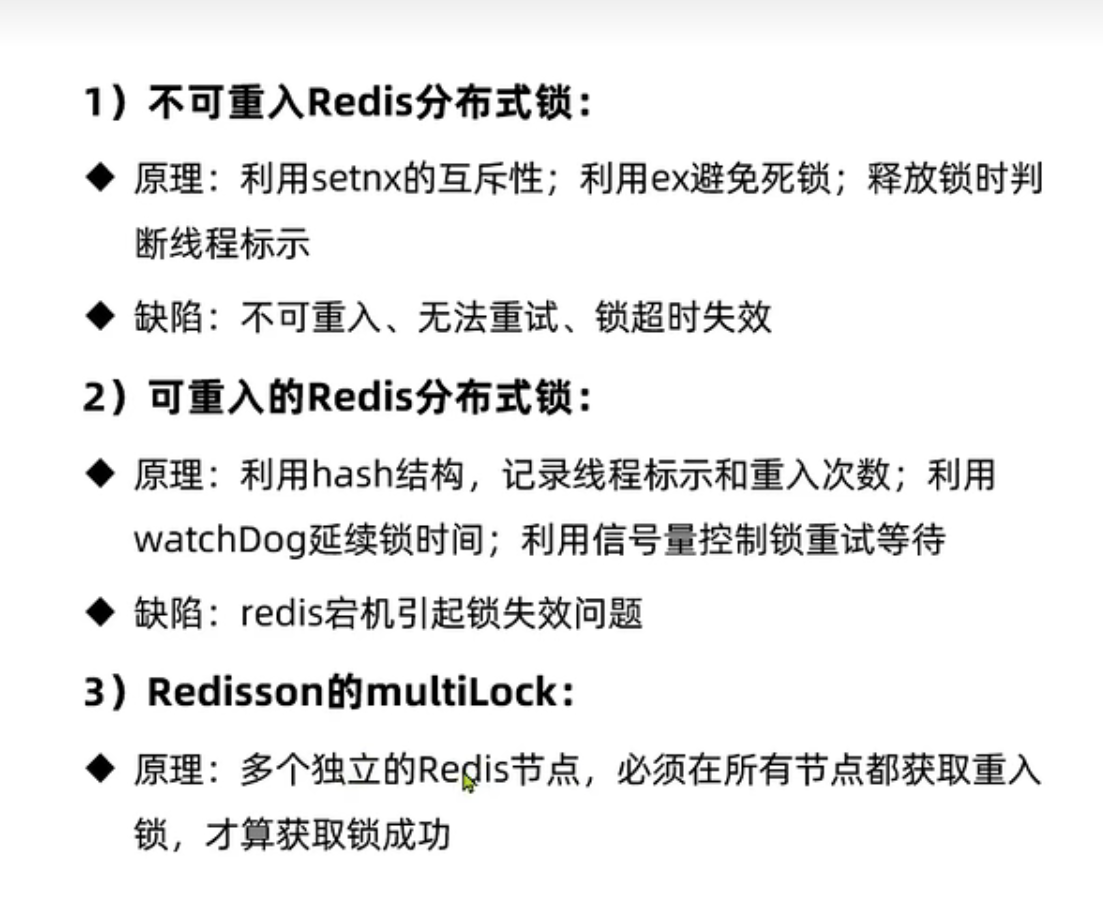 1）不可重入Redis分布式锁：
◆ 原理：利用setnx的互斥性；利用ex避免死锁；释放锁时判
断线程标示
◆ 缺陷：不可重入、无法重试、锁超时失效
2）可重入的Redis分布式锁：
◆ 原理：利用hash结构，记录线程标示和重入次数；利用
watchDog延续锁时间；利用信号量控制锁重试等待
◆ 缺陷：redis宕机引起锁失效问题
3）Redisson的multiLock：
◆ 原理：多个独立的Redis节点，必须在所有节点都获取重入
锁，才算获取锁成功